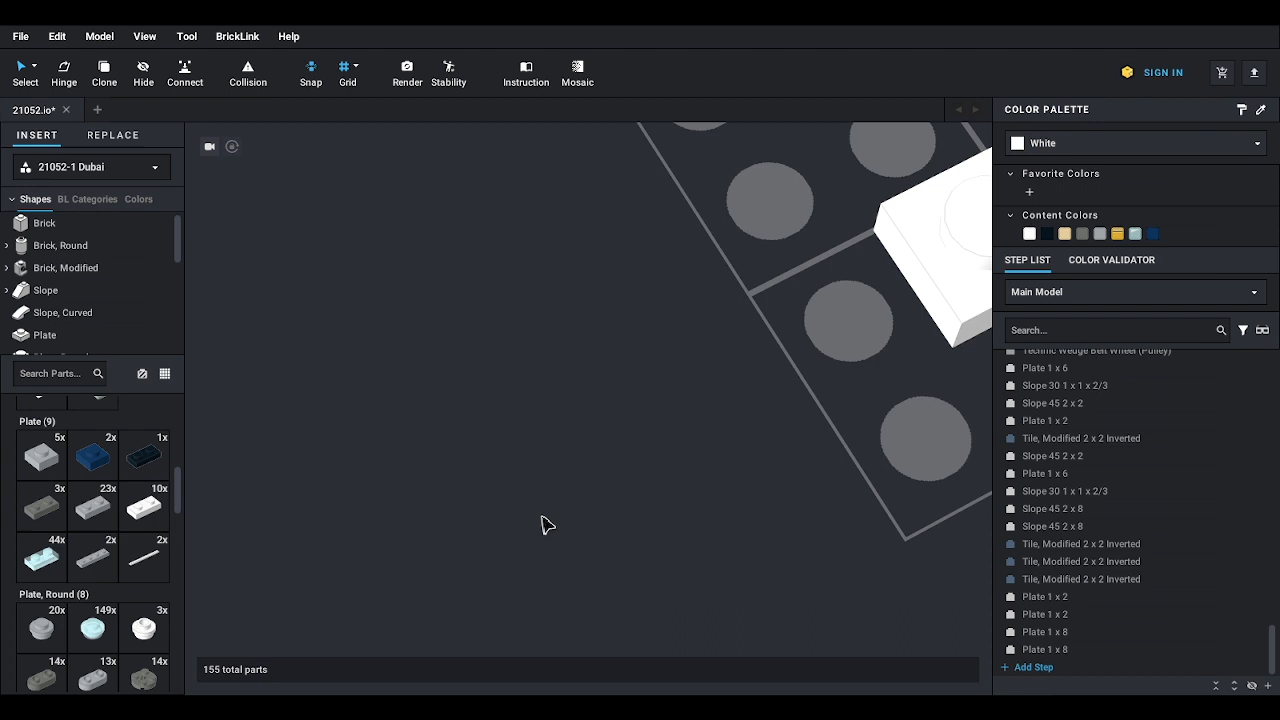 File Edit Model View Tool BrickLink Help
Select Hinge Clone Hide Connect Collision Snap Grid Render Stability Instruction Mosaic
SIGN IN
21052.io*
INSERT REPLACE
21052-1 Dubai
Shapes BL Categories Colors
Brick
Brick, Round
Brick, Modified
Slope
Slope, Curved
Plate
Search Parts...
Plate (9)
5x 2x 1x
3x 23x 10x
44x 2x 2x
Plate, Round (8)
20x 149x 3x
14x 13x 14x
155 total parts
COLOR PALETTE
White
Favorite Colors
Content Colors
STEP LIST COLOR VALIDATOR
Main Model
Search...
Technic Wedge Belt Wheel (Pulley)
Plate 1 x 6
Slope 30 1 x 1 x 2/3
Slope 45 2 x 2
Plate 1 x 2
Tile, Modified 2 x 2 Inverted
Slope 45 2 x 2
Plate 1 x 6
Slope 30 1 x 1 x 2/3
Slope 45 2 x 8
Slope 45 2 x 8
Tile, Modified 2 x 2 Inverted
Tile, Modified 2 x 2 Inverted
Tile, Modified 2 x 2 Inverted
Plate 1 x 2
Plate 1 x 2
Plate 1 x 8
Plate 1 x 8
+ Add Step